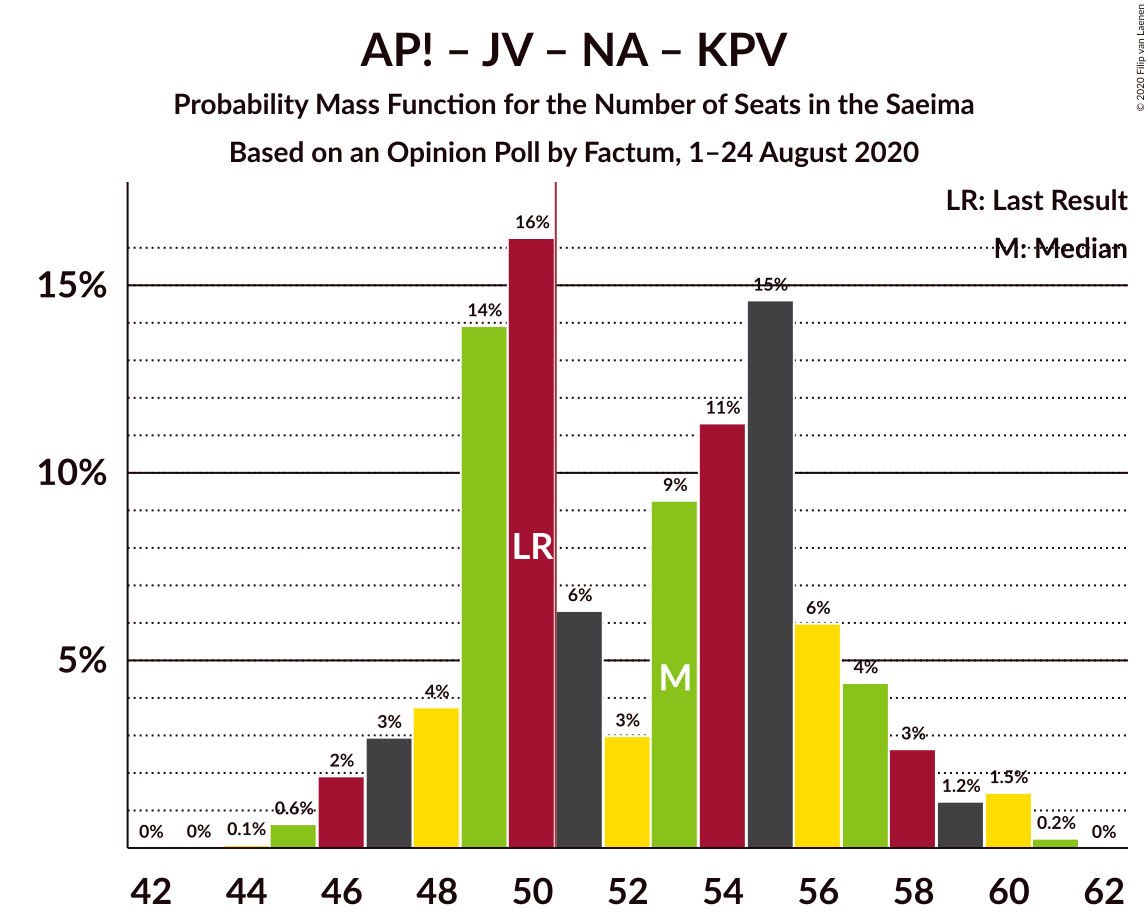 AP! – JV – NA – KPV
Probability Mass Function for the Number of Seats in the Saeima
Based on an Opinion Poll by Factum, 1–24 August 2020
© 2020 Filip van Laenen
LR: Last Result
M: Median
15%
10%
5%
0%
0%
0.1%
0.6%
2%
3%
4%
14%
16%
6%
3%
9%
11%
15%
6%
4%
3%
1.2%
1.5%
0.2%
0%
LR
M
42 44 46 48 50 52 54 56 58 60 62